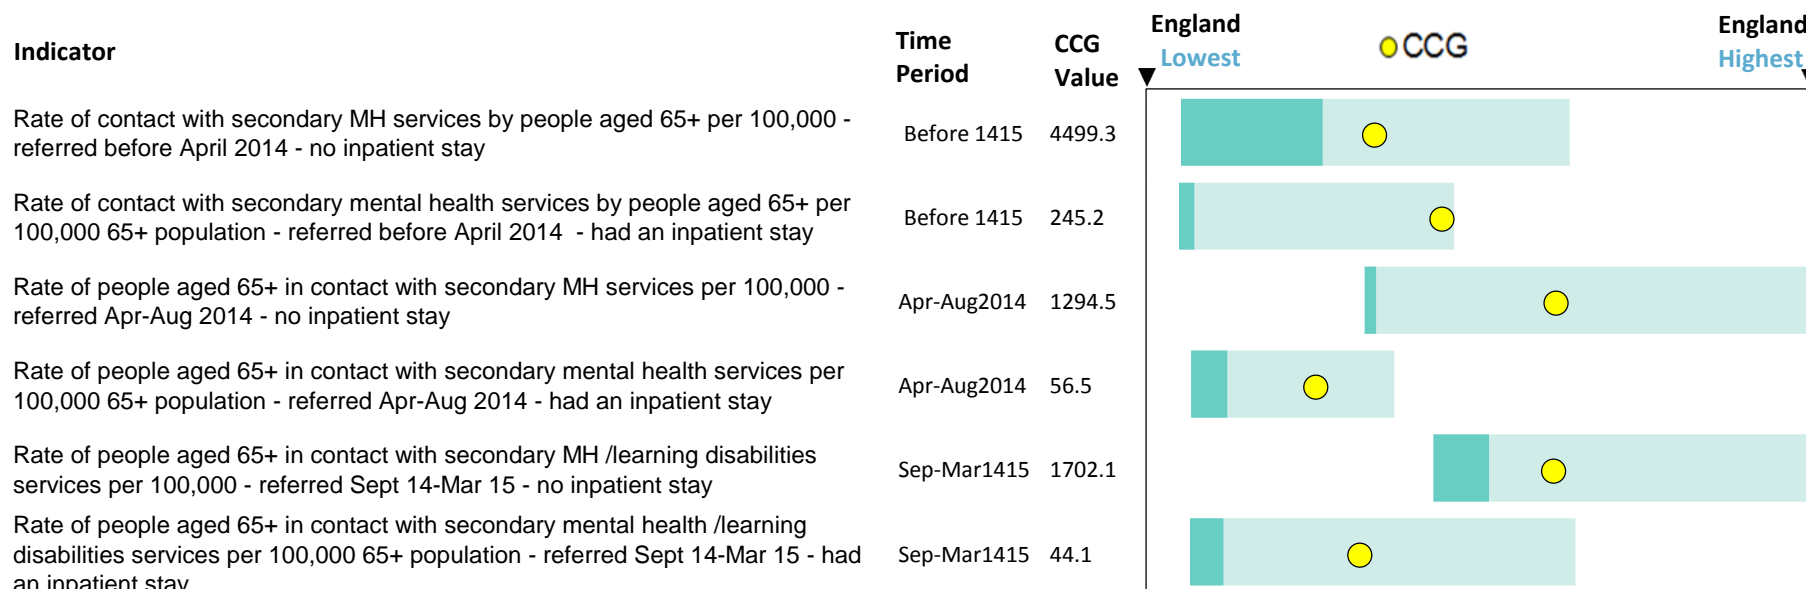 Indicator
Time
Period
CCG
Value
England
Lowest
CCG
England
Highest
Rate of contact with secondary MH services by people aged 65+ per 100,000 -
referred before April 2014 - no inpatient stay
Before 1415 4499.3
Rate of contact with secondary mental health services by people aged 65+ per
100,000 65+ population - referred before April 2014 - had an inpatient stay
Before 1415 245.2
Rate of people aged 65+ in contact with secondary MH services per 100,000 -
referred Apr-Aug 2014 - no inpatient stay
Apr-Aug2014 1294.5
Rate of people aged 65+ in contact with secondary mental health services per
100,000 65+ population - referred Apr-Aug 2014 - had an inpatient stay
Apr-Aug2014 56.5
Rate of people aged 65+ in contact with secondary MH /learning disabilities
services per 100,000 - referred Sept 14-Mar 15 - no inpatient stay
Sep-Mar1415 1702.1
Rate of people aged 65+ in contact with secondary mental health /learning
disabilities services per 100,000 65+ population - referred Sept 14-Mar 15 - had
an inpatient stay
Sep-Mar1415 44.1